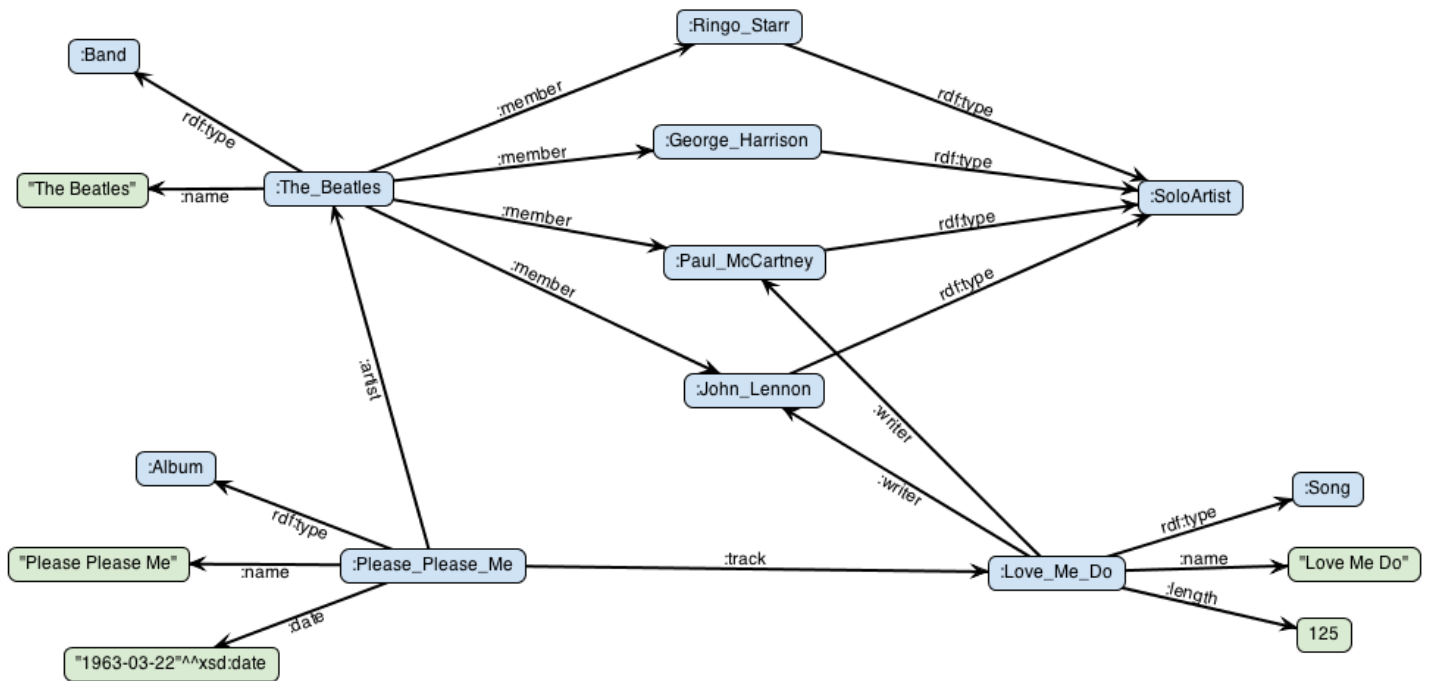 :Ringo_Starr
:Band
:member
rdf:type
rdf:type
:George_Harrison
:member
rdf:type
"The Beatles"
:name
:The_Beatles
:SoloArtist
:member
rdf:type
:Paul_McCartney
:member
rdf:type
:artist
:John_Lennon
:writer
:Album
:writer
:Song
rdf:type
rdf:type
"Please Please Me"
:name
:Please_Please_Me
:track
:Love_Me_Do
:name
"Love Me Do"
:length
:date
125
"1963-03-22"^^xsd:date